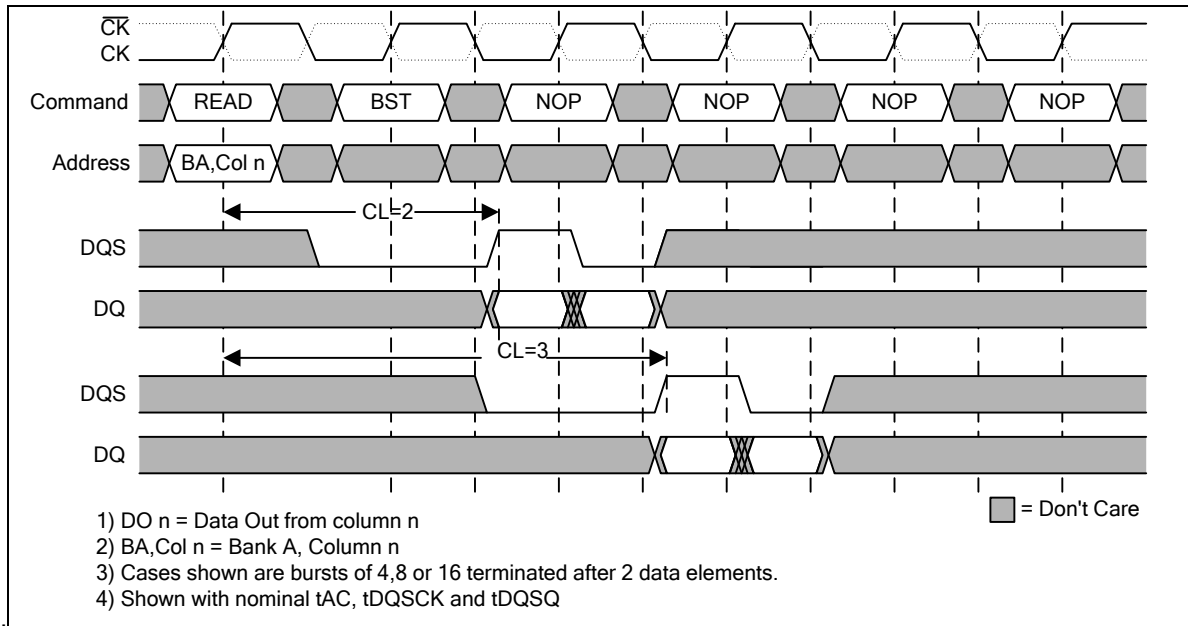 CK
CK
Command READ BST NOP NOP NOP NOP
Address BA,Col n
CL=2
DQS
DQ
CL=3
DQS
DQ
1) DO n = Data Out from column n
2) BA,Col n = Bank A, Column n
3) Cases shown are bursts of 4,8 or 16 terminated after 2 data elements.
4) Shown with nominal tAC, tDQSCK and tDQSQ
= Don't Care